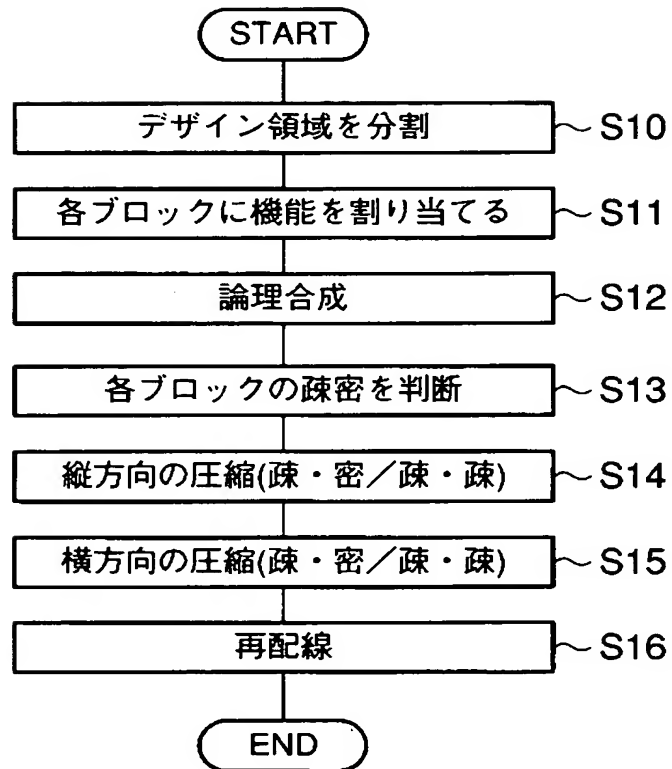 START
デザイン領域を分割 ~ S10
各ブロックに機能を割り当てる ~ S11
論理合成 ~ S12
各ブロックの疎密を判断 ~ S13
縦方向の圧縮(疎・密／疎・疎) ~ S14
横方向の圧縮(疎・密／疎・疎) ~ S15
再配線 ~ S16
END